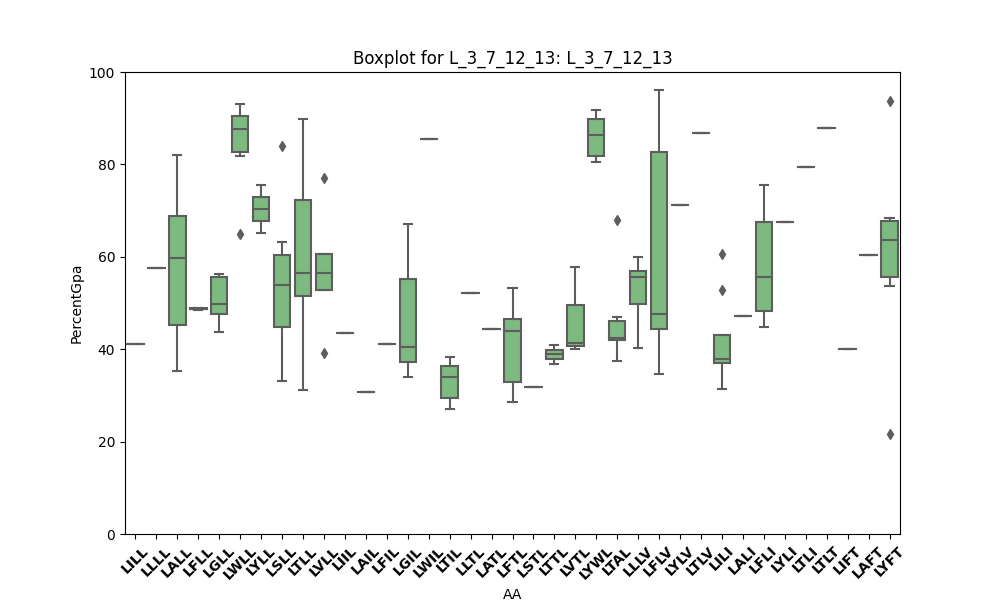 Boxplot for L_3_7_12_13: L_3_7_12_13
PercentGpa
100
80
60
40
20
0
LILL LLLL LALL LFLL LGLL LWLL LYLL LSLL LTLL LVLL LIIL LAIL LFIL LGIL LWIL LTIL LLTL LATL LFTL LSTL LTTL LVTL LYWL LTAL LLLV LFLV LYLV LTLV LILI LALI LFLI LYLI LTLI LTLT LIFT LAFT LYFT
AA